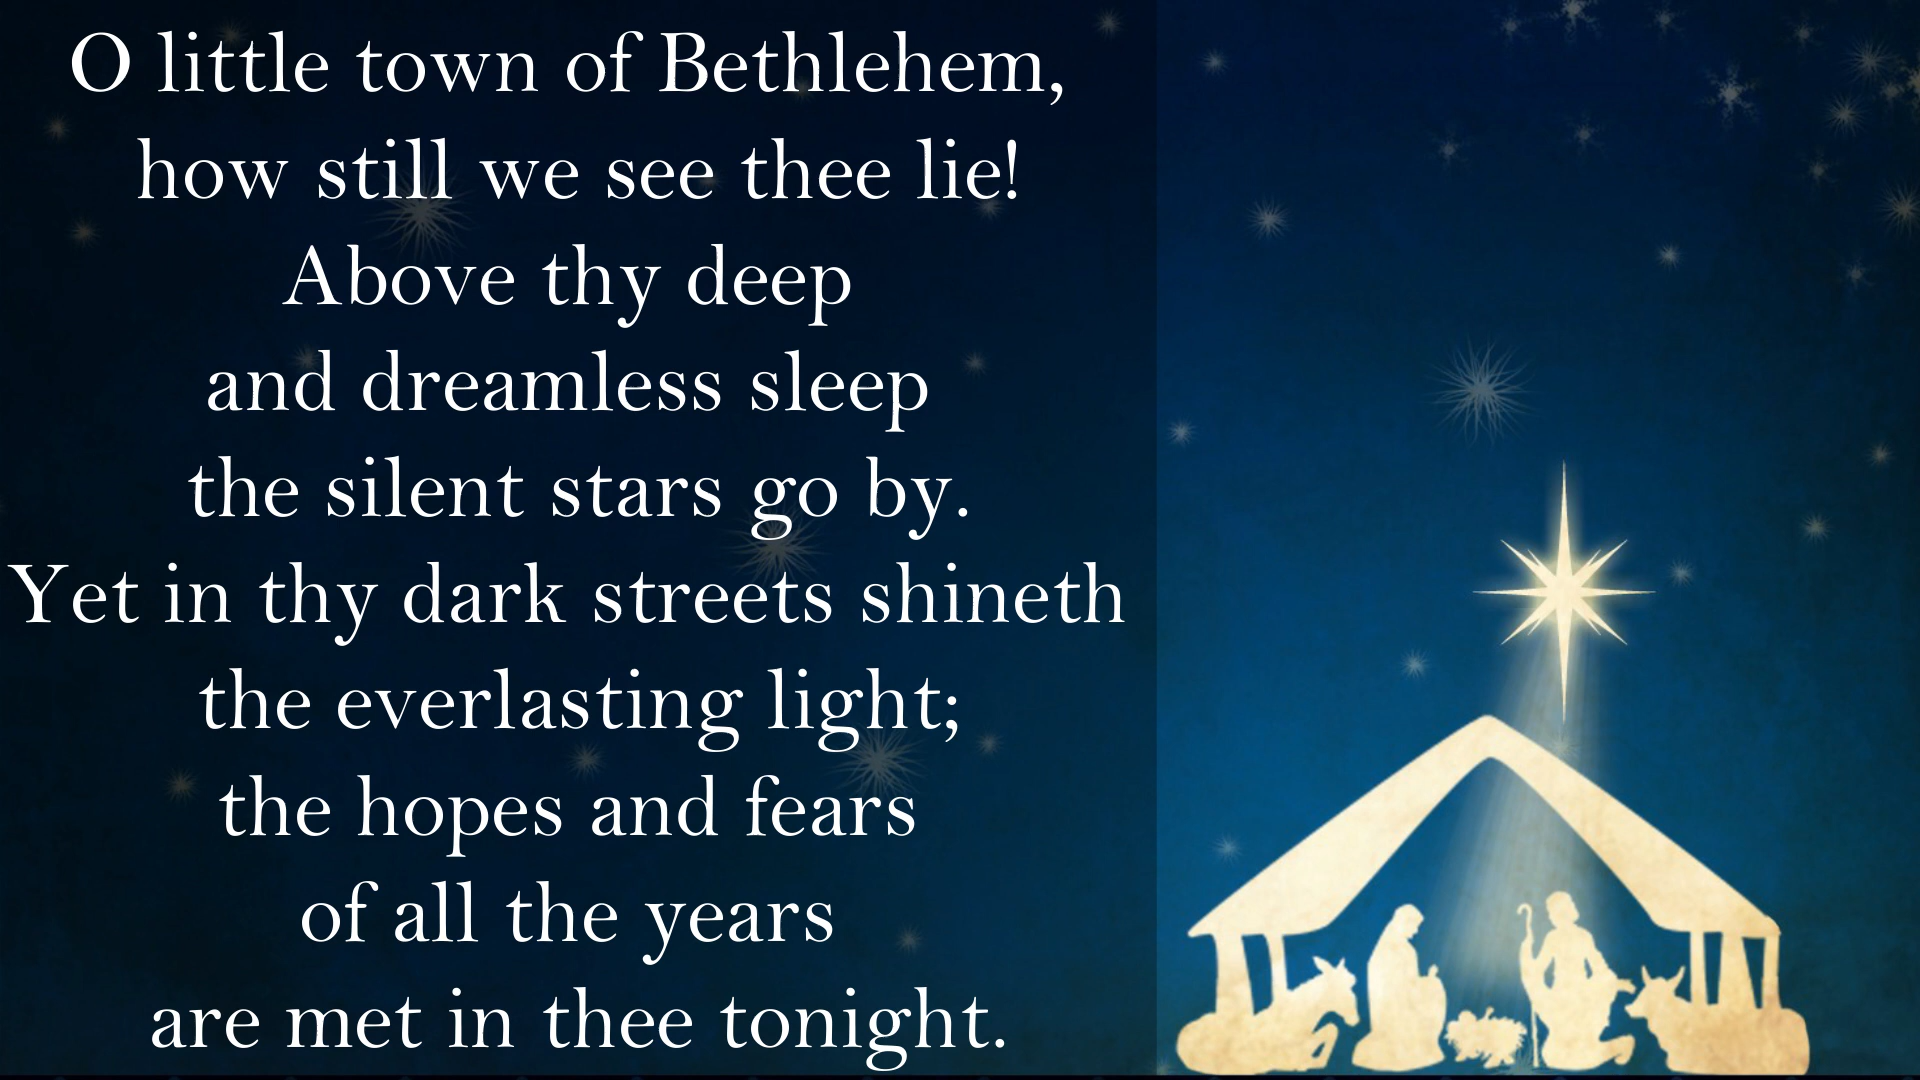 O little town of Bethlehem,
how still we see thee lie!
Above thy deep
and dreamless sleep
the silent stars go by.
Yet in thy dark streets shineth
the everlasting light;
the hopes and fears
of all the years
are met in thee tonight.